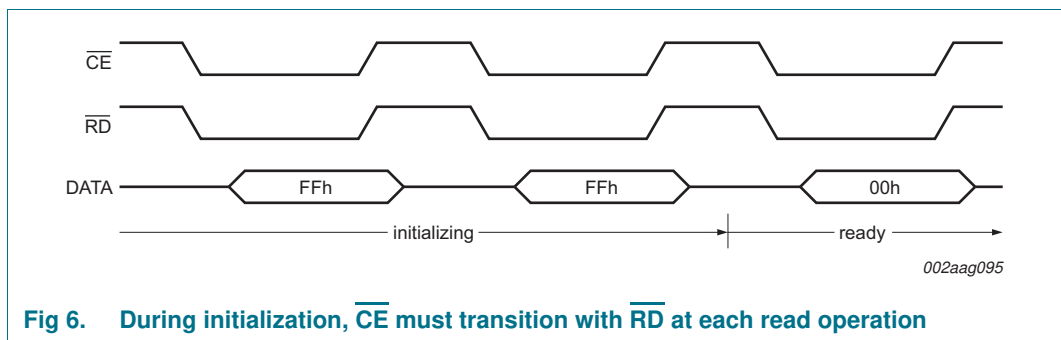 CE
RD
DATA FFh FFh 00h
initializing ready
002aag095
Fig 6. During initialization, CE must transition with RD at each read operation